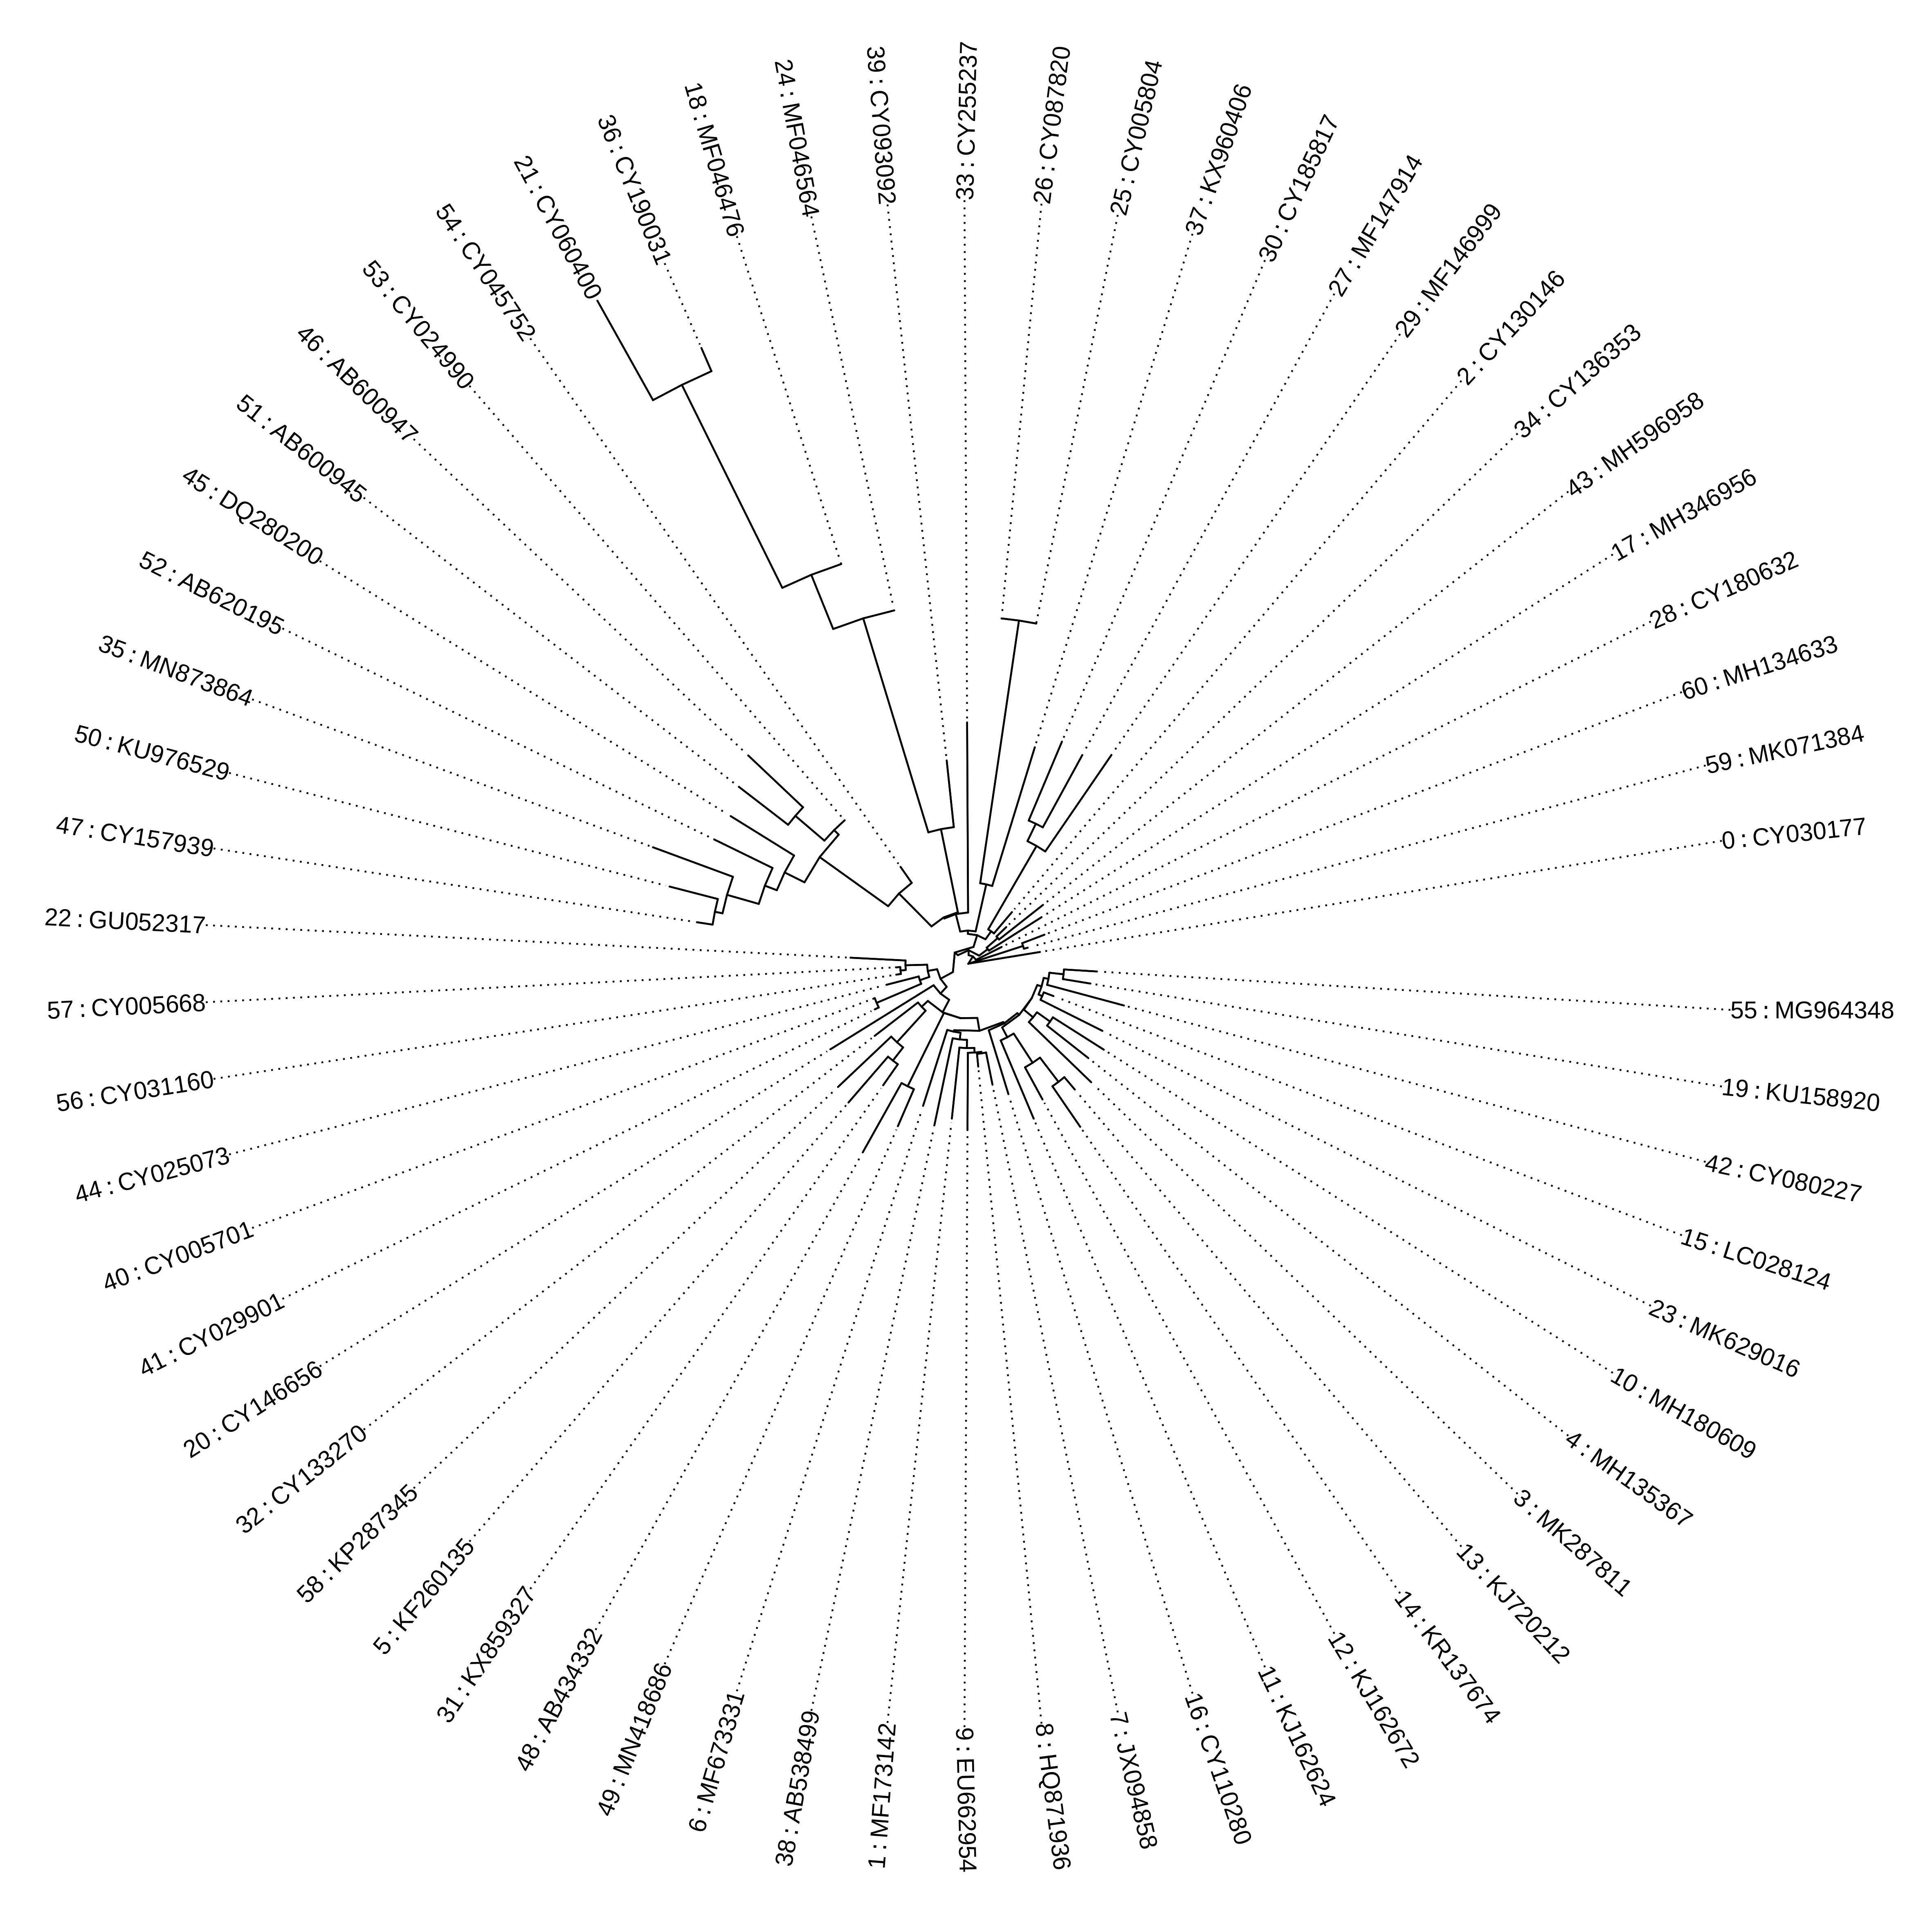 33 : CY255237
26 : CY087820
25 : CY005804
37 : KX960406
30 : CY185817
27 : MF147914
29 : MF146999
2 : CY130146
34 : CY136353
43 : MH596958
17 : MH346956
28 : CY180632
60 : MH134633
59 : MK071384
0 : CY030177
55 : MG964348
19 : KU158920
42 : CY080227
15 : LC028124
23 : MK629016
10 : MH180609
4 : MH135367
3 : MK287811
13 : KJ720212
14 : KR137674
12 : KJ162672
11 : KJ162624
16 : CY110280
7 : JX094858
8 : HQ871936
9 : EU662954
1 : MF173142
38 : AB538499
6 : MF673331
49 : MN418686
48 : AB434332
31 : KX859327
5 : KF260135
58 : KP287345
32 : CY133270
20 : CY146656
41 : CY029901
40 : CY005701
44 : CY025073
56 : CY031160
57 : CY005668
22 : GU052317
47 : CY157939
50 : KU976529
35 : MN873864
52 : AB620195
45 : DQ280200
51 : AB600945
46 : AB600947
53 : CY024990
54 : CY045752
21 : CY060400
36 : CY190031
18 : MF046476
24 : MF046564
39 : CY093092